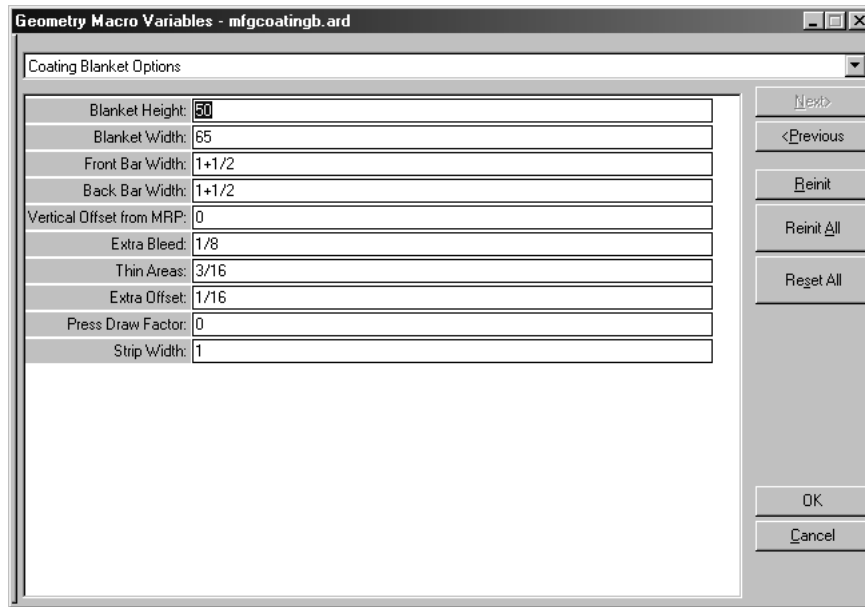 Geometry Macro Variables - mfgcoatingb.ard
Coating Blanket Options
Blanket Height: 50
Blanket Width: 65
Front Bar Width: 1+1/2
Back Bar Width: 1+1/2
Vertical Offset from MRP: 0
Extra Bleed: 1/8
Thin Areas: 3/16
Extra Offset: 1/16
Press Draw Factor: 0
Strip Width: 1
Next>
<Previous
Reinit
Reinit All
Reset All
OK
Cancel